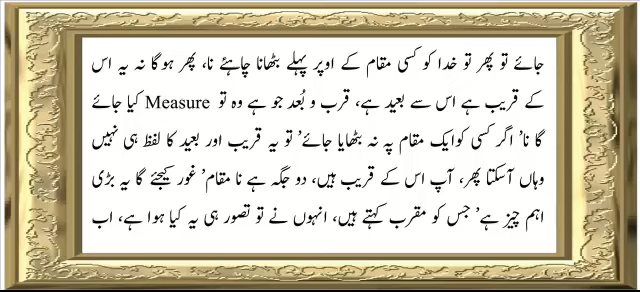 جائے تو پھر تو خدا کو کسی مقام کے اوپر پہلے بٹھانا چاہئے نا، پھر ہوگا نہ یہ اس
کے قریب ہے اس سے بعید ہے، قرب و بُعد جو ہے وہ تو Measure کیا جائے
گا نا’ اگر کسی کوایک مقام پہ نہ بٹھایا جائے’ تو یہ قریب اور بعید کا لفظ ہی نہیں
وہاں آسکتا پھر، آپ اس کے قریب ہیں، دو جگہ ہے نا مقام’ غور کیجئے گا یہ بڑی
اہم چیز ہے’ جس کو مقرب کہتے ہیں، انہوں نے تو تصور ہی یہ کیا ہوا ہے، اب